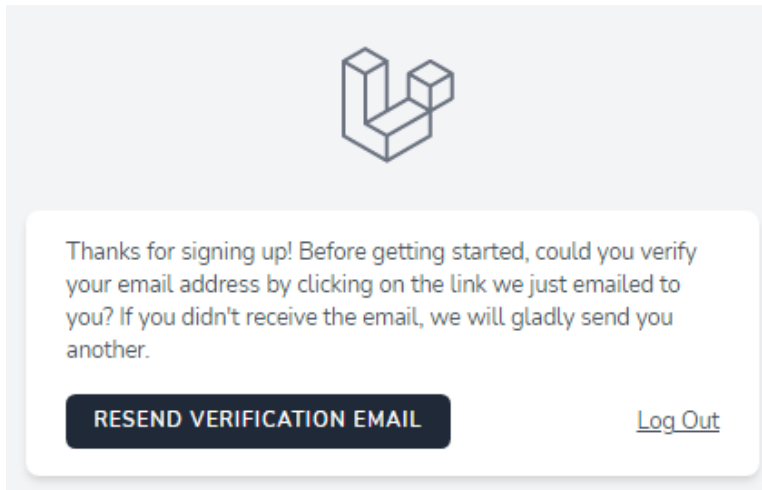 Thanks for signing up! Before getting started, could you verify
your email address by clicking on the link we just emailed to
you? If you didn't receive the email, we will gladly send you
another.
RESEND VERIFICATION EMAIL
Log Out